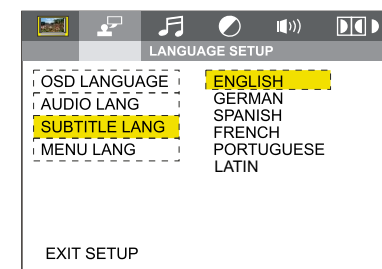 LANGUAGE SETUP
OSD LANGUAGE
AUDIO LANG
SUBTITLE LANG
MENU LANG
ENGLISH
GERMAN
SPANISH
FRENCH
PORTUGUESE
LATIN
EXIT SETUP